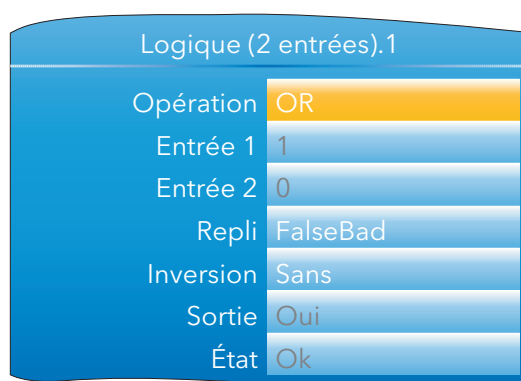 Logique (2 entrées).1
Opération OR
Entrée 1 1
Entrée 2 0
Repli FalseBad
Inversion Sans
Sortie Oui
État Ok